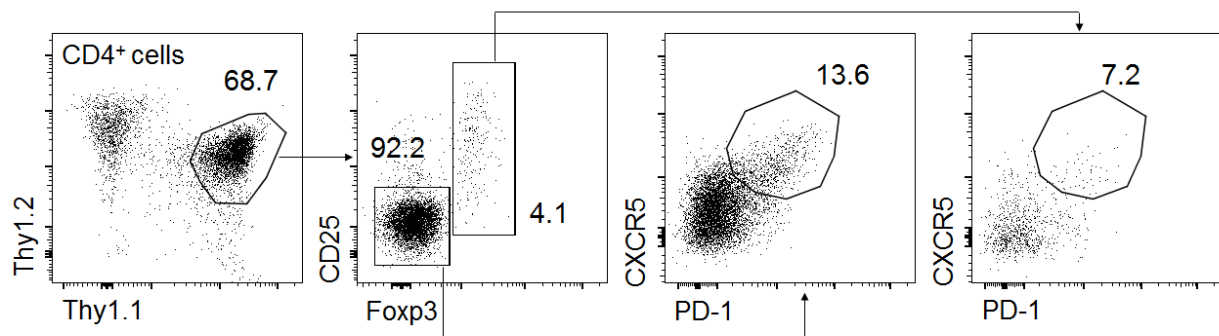 CD4⁺ cells
68.7
Thy1.2
Thy1.1
92.2
4.1
CD25
Foxp3
13.6
CXCR5
PD-1
7.2
CXCR5
PD-1